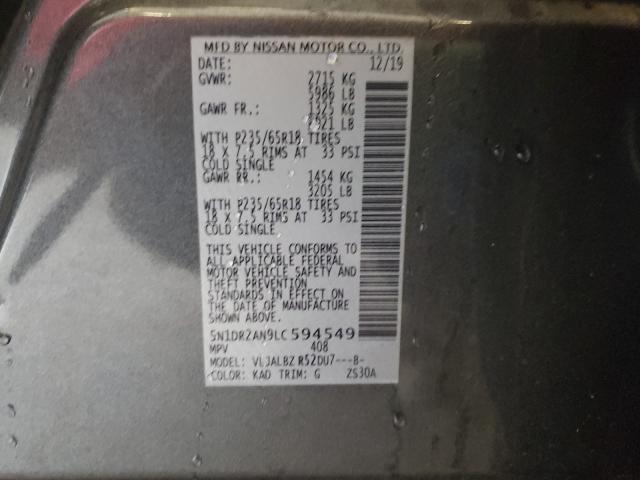 MFD BY NISSAN MOTOR CO., LTD.
DATE: 12/19
GVWR: 2715 KG
5986 LB
GAWR FR.: 1325 KG
2921 LB
WITH P235/65R18 TIRES
18 X 7.5 RIMS AT 33 PSI
COLD SINGLE
GAWR RR.: 1454 KG
3205 LB
WITH P235/65R18 TIRES
18 X 7.5 RIMS AT 33 PSI
COLD SINGLE
THIS VEHICLE CONFORMS TO
ALL APPLICABLE FEDERAL
MOTOR VEHICLE SAFETY AND
THEFT PREVENTION
STANDARDS IN EFFECT ON
THE DATE OF MANUFACTURE
SHOWN ABOVE.
5N1DR2AN9LC594549
MPV 408
MODEL: VLJALBZ R52DU7---B-
COLOR: KAD TRIM: G ZS30A